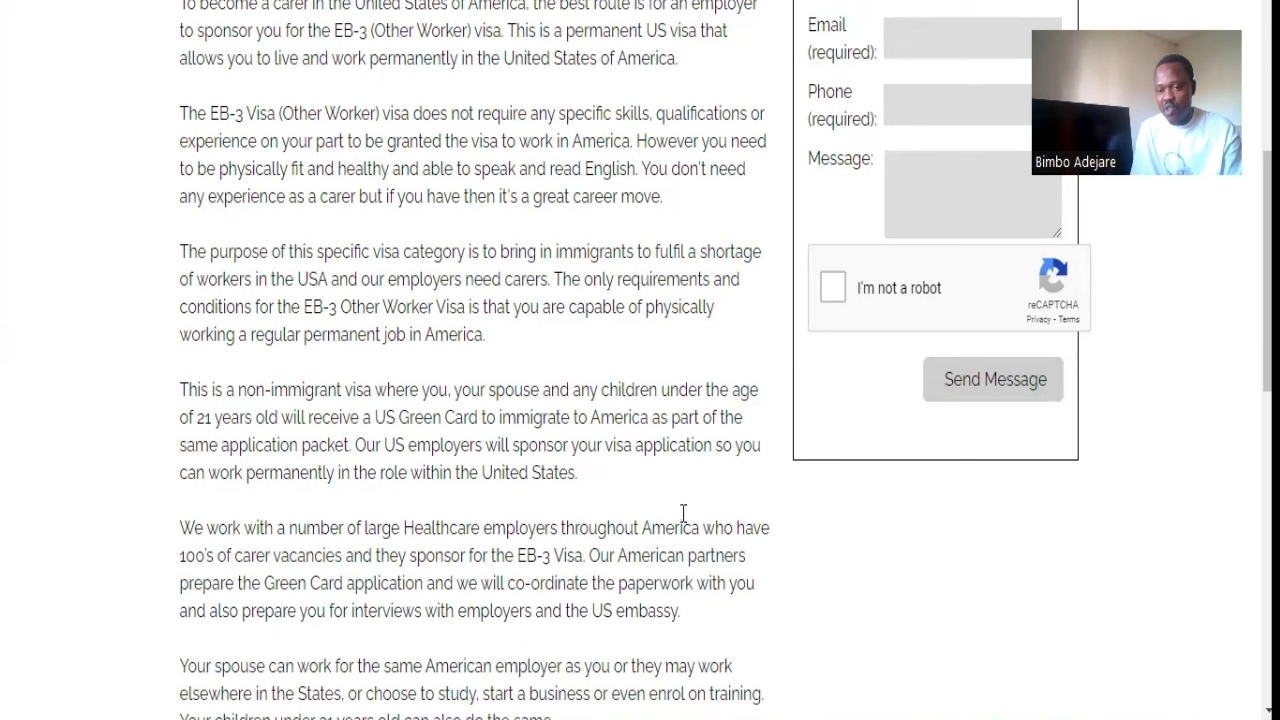 To become a carer in the United States of America, the best route is for an employer
to sponsor you for the EB-3 (Other Worker) visa. This is a permanent US visa that
allows you to live and work permanently in the United States of America.
The EB-3 Visa (Other Worker) visa does not require any specific skills, qualifications or
experience on your part to be granted the visa to work in America. However you need
to be physically fit and healthy and able to speak and read English. You don't need
any experience as a carer but if you have then it's a great career move.
The purpose of this specific visa category is to bring in immigrants to fulfil a shortage
of workers in the USA and our employers need carers. The only requirements and
conditions for the EB-3 Other Worker Visa is that you are capable of physically
working a regular permanent job in America.
This is a non-immigrant visa where you, your spouse and any children under the age
of 21 years old will receive a US Green Card to immigrate to America as part of the
same application packet. Our US employers will sponsor your visa application so you
can work permanently in the role within the United States.
We work with a number of large Healthcare employers throughout America who have
100's of carer vacancies and they sponsor for the EB-3 Visa. Our American partners
prepare the Green Card application and we will co-ordinate the paperwork with you
and also prepare you for interviews with employers and the US embassy.
Your spouse can work for the same American employer as you or they may work
elsewhere in the States, or choose to study, start a business or even enrol on training.
Your children under 21 years old can also do the same.
Email
(required):
Phone
(required):
Message:
I'm not a robot
reCAPTCHA
Privacy - Terms
Send Message
Bimbo Adejare